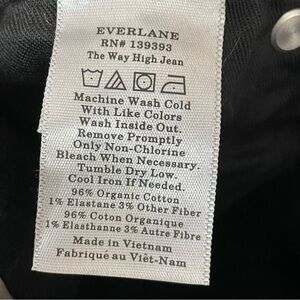 EVERLANE
RN# 139393
The Way High Jean
Machine Wash Cold
With Like Colors
Wash Inside Out.
Remove Promptly
Only Non-Chlorine
Bleach When Necessary.
Tumble Dry Low.
Cool Iron If Needed.
96% Organic Cotton
1% Elastane 3% Other Fiber
96% Coton Organique
1% Elasthanne 3% Autre Fibre
Made in Vietnam
Fabriqué au Viêt-Nam